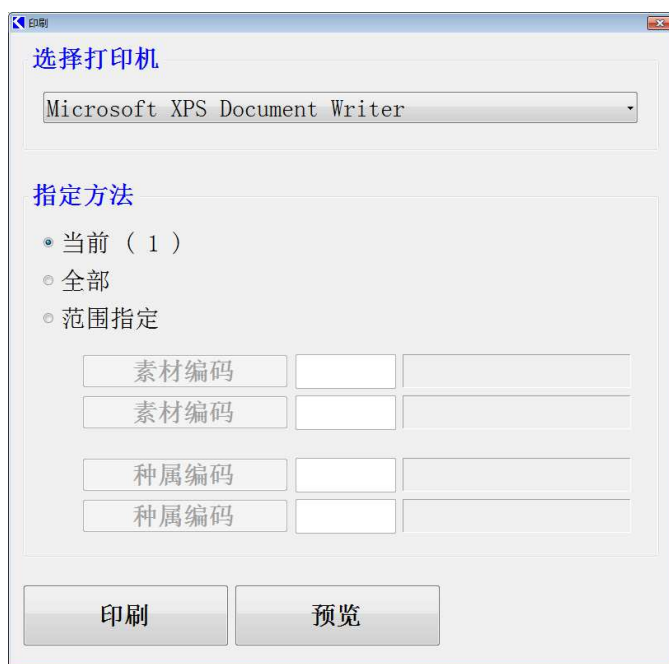 印刷
选择打印机
Microsoft XPS Document Writer
指定方法
当前 ( 1 )
全部
范围指定
素材编码
素材编码
种属编码
种属编码
印刷 预览